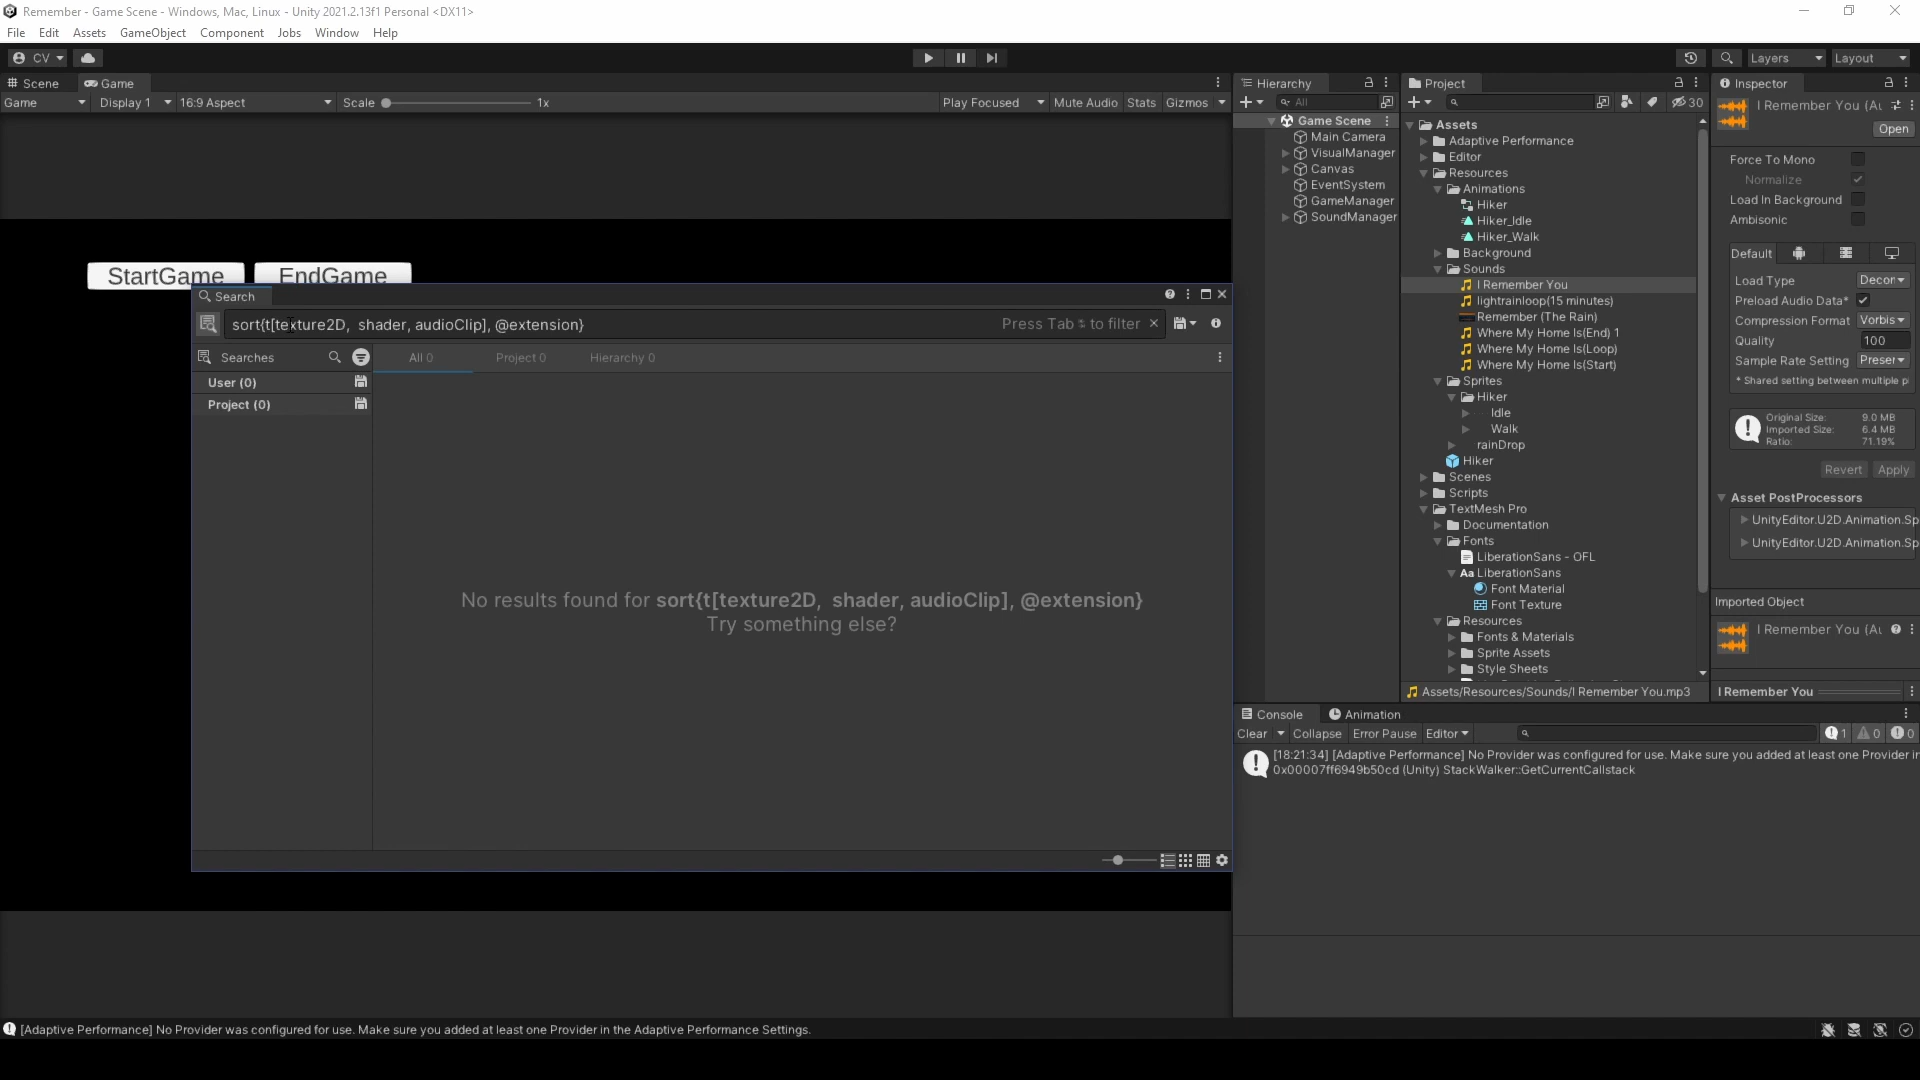 Remember - Game Scene - Windows, Mac, Linux - Unity 2021.2.13f1 Personal <DX11>
File Edit Assets GameObject Component Jobs Window Help
CV Layers Layout
Scene Game
Game Display 1 16:9 Aspect Scale 1x Play Focused Mute Audio Stats Gizmos
StartGame EndGame
Search
sort{t[texture2D, shader, audioClip], @extension} Press Tab to filter
Searches All 0 Project 0 Hierarchy 0
User (0)
Project (0)
No results found for sort{t[texture2D, shader, audioClip], @extension}
Try something else?
Hierarchy
All
Game Scene
Main Camera
VisualManager
Canvas
EventSystem
GameManager
SoundManager
Project
30
Assets
Adaptive Performance
Editor
Resources
Animations
Hiker
Hiker_Idle
Hiker_Walk
Background
Sounds
I Remember You
lightrainloop(15 minutes)
Remember (The Rain)
Where My Home Is(End) 1
Where My Home Is(Loop)
Where My Home Is(Start)
Sprites
Hiker
Idle
Walk
rainDrop
Hiker
Scenes
Scripts
TextMesh Pro
Documentation
Fonts
LiberationSans - OFL
Aa LiberationSans
Font Material
Font Texture
Resources
Fonts & Materials
Sprite Assets
Style Sheets
Assets/Resources/Sounds/I Remember You.mp3
Inspector
I Remember You (Au
Open
Force To Mono
Normalize
Load In Background
Ambisonic
Default
Load Type Decor
Preload Audio Data*
Compression Format Vorbis
Quality 100
Sample Rate Setting Preser
* Shared setting between multiple p
Original Size: 9.0 MB
Imported Size: 6.4 MB
Ratio: 71.19%
Revert Apply
Asset PostProcessors
UnityEditor.U2D.Animation.Sp
UnityEditor.U2D.Animation.Sp
Imported Object
I Remember You (Au
I Remember You
Console Animation
Clear Collapse Error Pause Editor 1 0 0
[18:21:34] [Adaptive Performance] No Provider was configured for use. Make sure you added at least one Provider in
0x00007ff6949b50cd (Unity) StackWalker::GetCurrentCallstack
[Adaptive Performance] No Provider was configured for use. Make sure you added at least one Provider in the Adaptive Performance Settings.